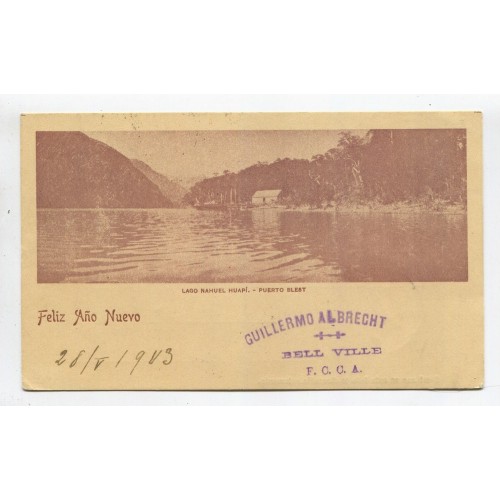 LAGO NAHUEL HUAPÍ. - PUERTO BLEST
Feliz Año Nuevo
28/V 1903
GUILLERMO ALBRECHT
BELL VILLE
F. C. C. A.